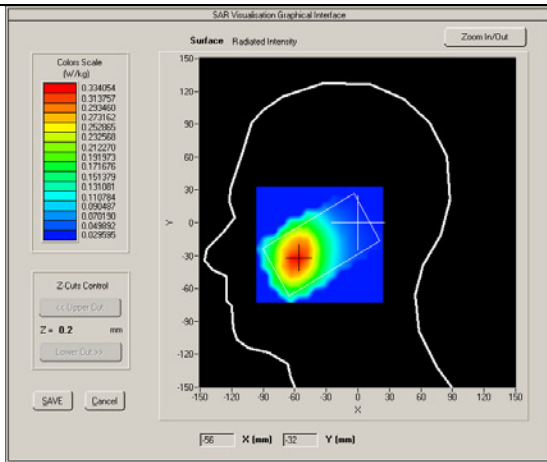 SAR Visualisation Graphical Interface
Surface Radiated Intensity
Zoom In/Out
Colors Scale
(W/kg)
0.334054
0.313757
0.293460
0.273162
0.252865
0.232568
0.212270
0.191973
0.171676
0.151379
0.131081
0.110784
0.090487
0.070190
0.049892
0.029595
Z-Cuts Control
<< Upper Cut
Z = 0.2 mm
Lower Cut >>
SAVE Cancel
150
120
90
60
30
0
-30
-60
-90
-120
-150
Y
-150 -120 -90 -60 -30 0 30 60 90 120 150
X
-56 X (mm) -32 Y (mm)